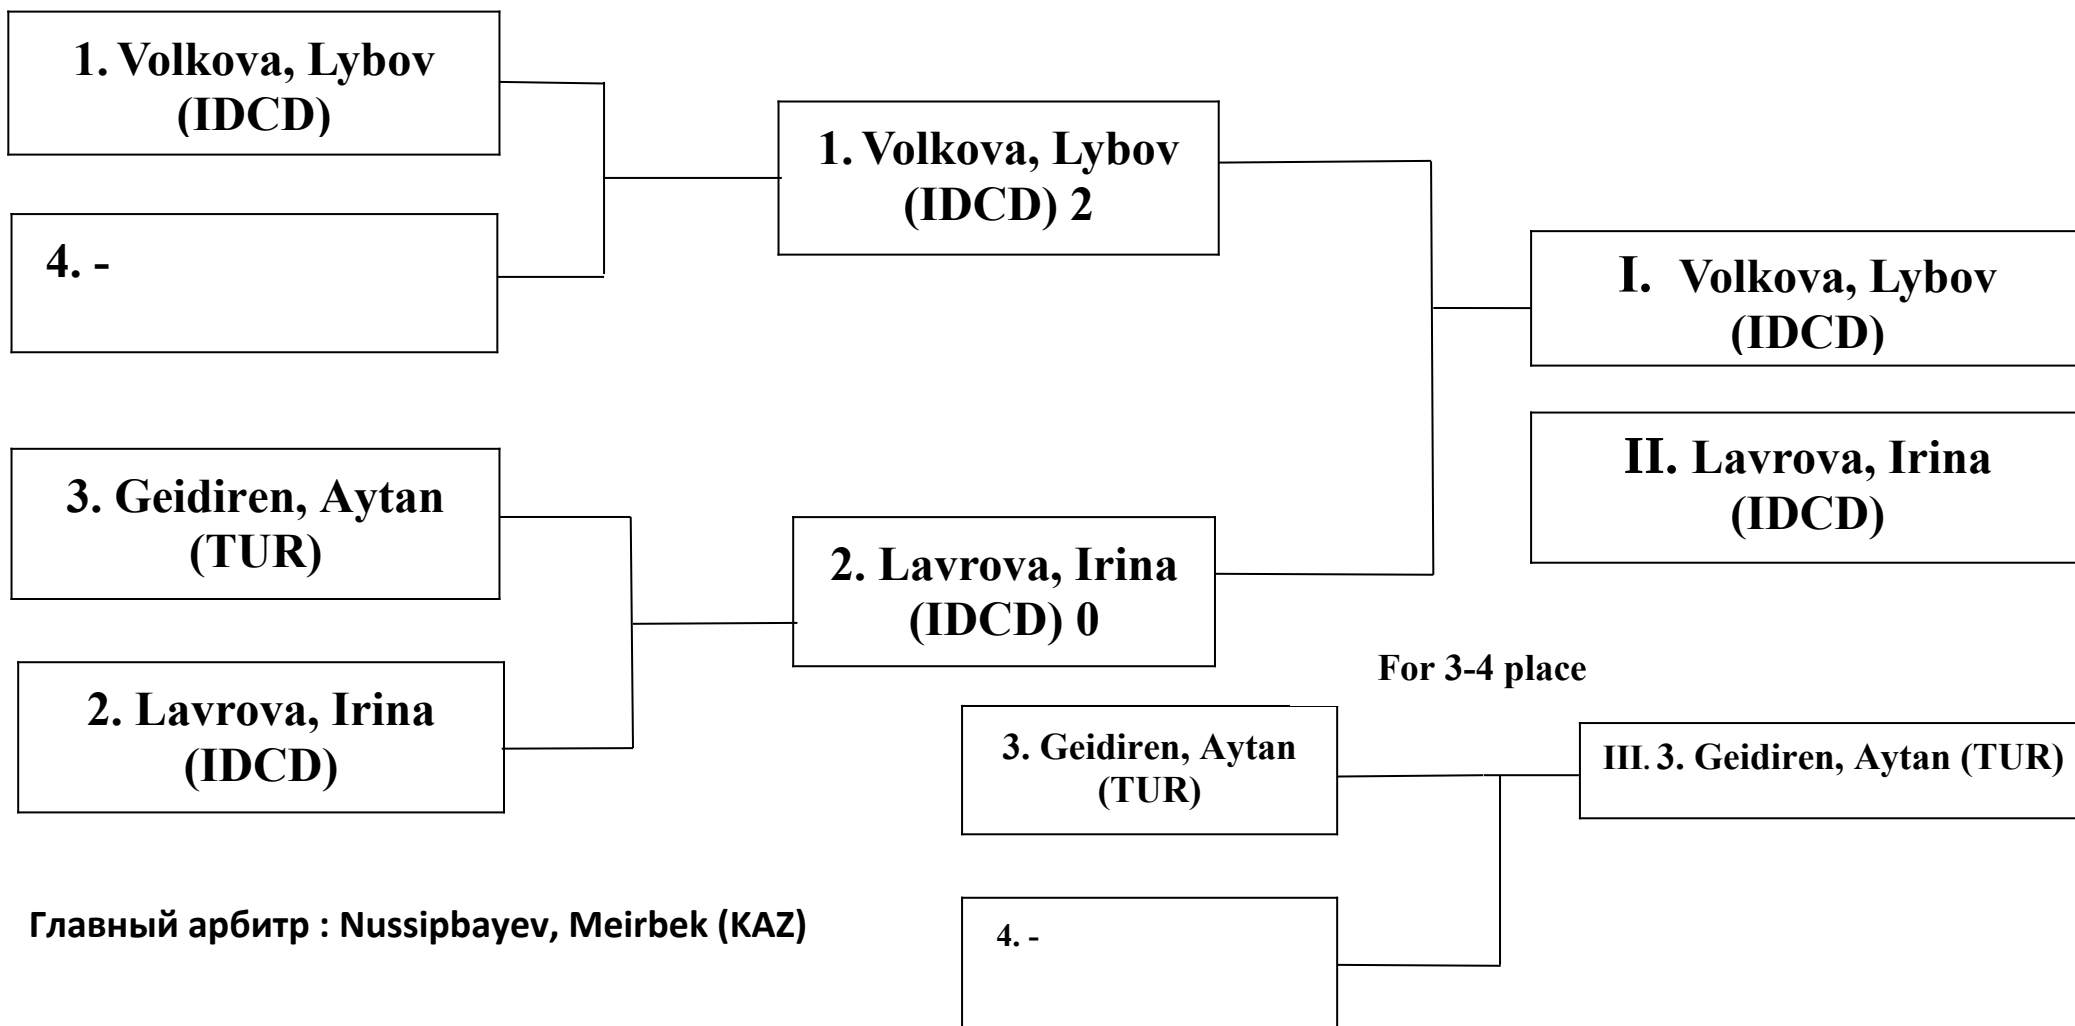 1. Volkova, Lybov
(IDCD)
4. -
3. Geidiren, Aytan
(TUR)
2. Lavrova, Irina
(IDCD)
1. Volkova, Lybov
(IDCD) 2
2. Lavrova, Irina
(IDCD) 0
I. Volkova, Lybov
(IDCD)
II. Lavrova, Irina
(IDCD)
For 3-4 place
3. Geidiren, Aytan
(TUR)
4. -
III. 3. Geidiren, Aytan (TUR)
Главный арбитр : Nussipbayev, Meirbek (KAZ)